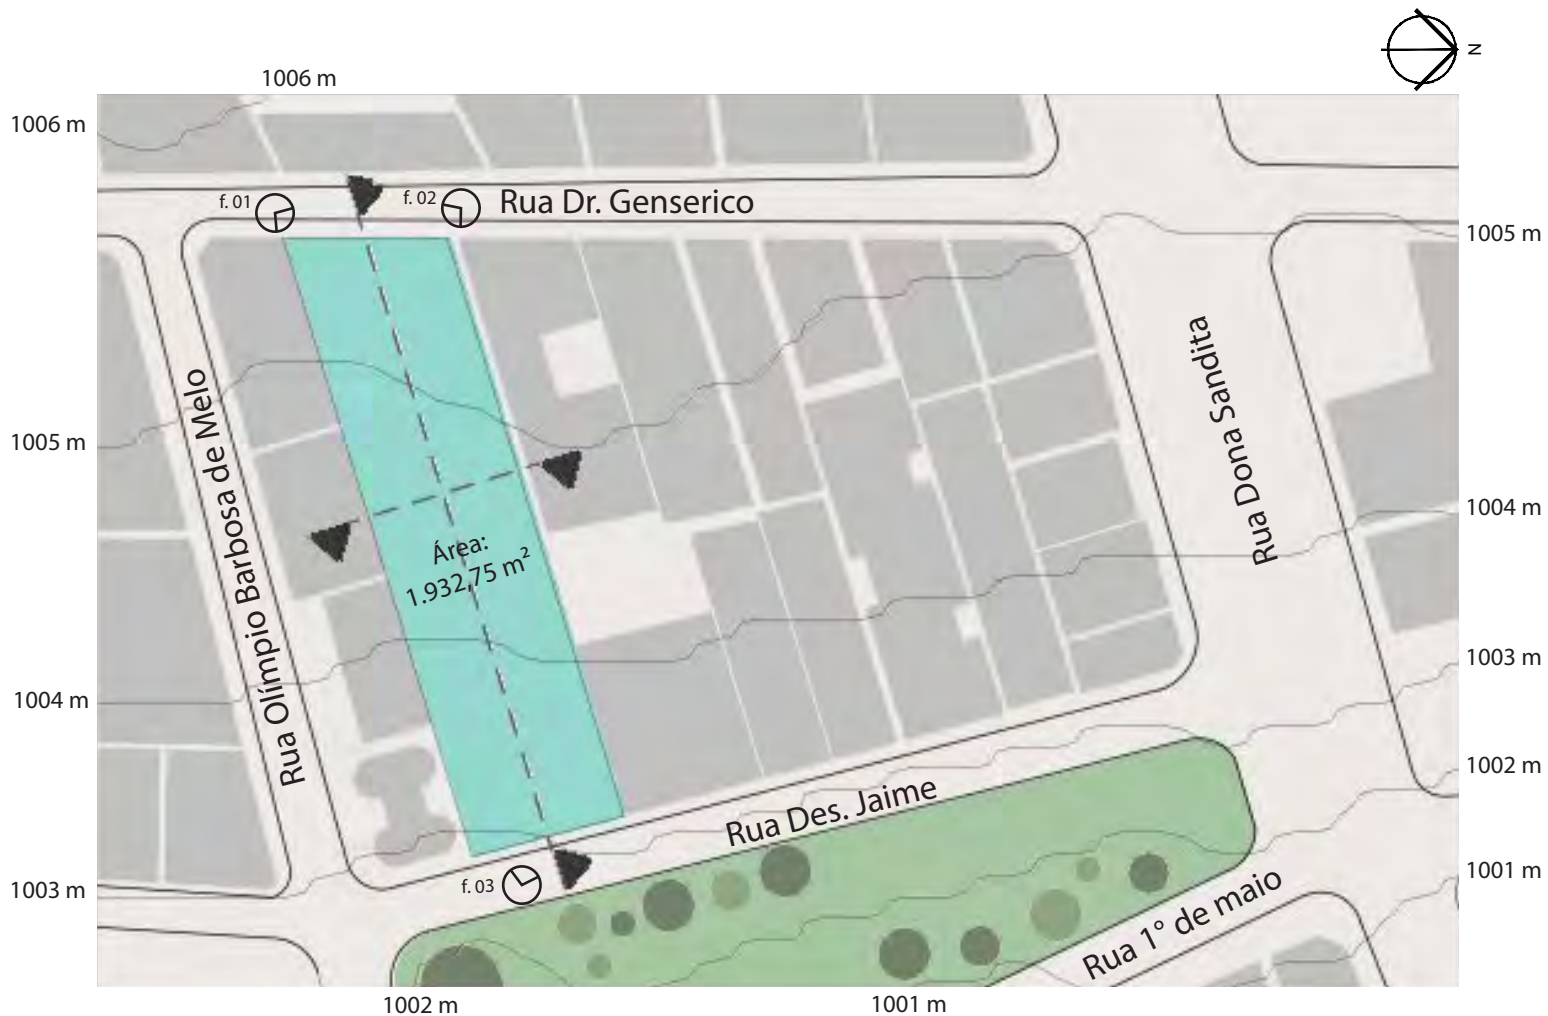 N
1006 m
1006 m
f. 01
f. 02
Rua Dr. Genserico
1005 m
Rua Olímpio Barbosa de Melo
Rua Dona Sandita
1005 m
1004 m
Área:
1.932,75 m²
1003 m
1004 m
1002 m
Rua Des. Jaime
1003 m
f. 03
1001 m
Rua 1° de maio
1002 m
1001 m